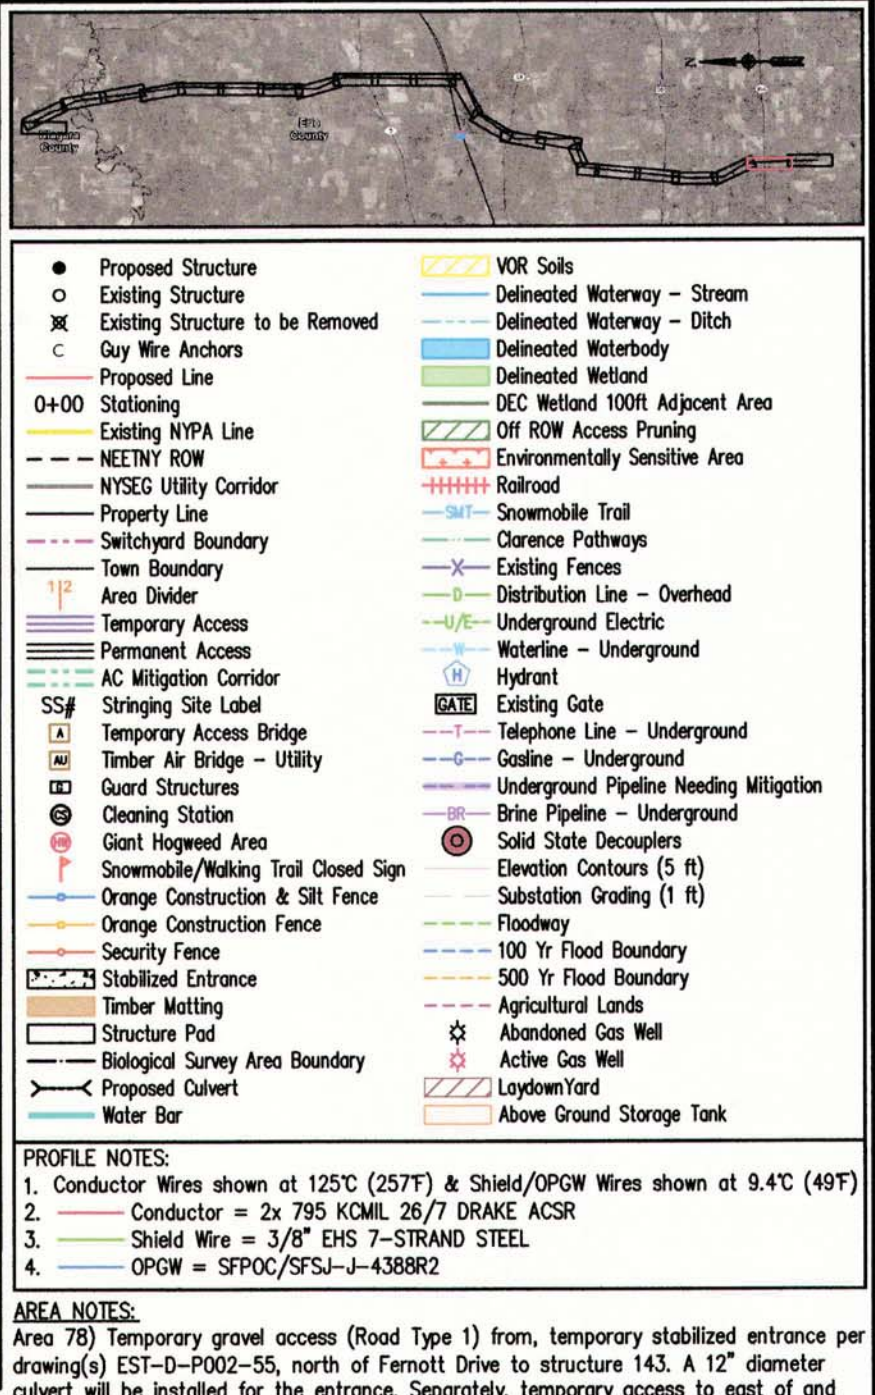 N
Niagara
County
Erie
County
Proposed Structure
Existing Structure
Existing Structure to be Removed
C Guy Wire Anchors
Proposed Line
0+00 Stationing
Existing NYPA Line
NEETNY ROW
NYSEG Utility Corridor
Property Line
Switchyard Boundary
Town Boundary
1|2 Area Divider
Temporary Access
Permanent Access
AC Mitigation Corridor
SS# Stringing Site Label
A Temporary Access Bridge
AU Timber Air Bridge – Utility
G Guard Structures
CS Cleaning Station
HW Giant Hogweed Area
Snowmobile/Walking Trail Closed Sign
Orange Construction & Silt Fence
Orange Construction Fence
Security Fence
Stabilized Entrance
Timber Matting
Structure Pad
Biological Survey Area Boundary
Proposed Culvert
Water Bar
VOR Soils
Delineated Waterway – Stream
Delineated Waterway – Ditch
Delineated Waterbody
Delineated Wetland
DEC Wetland 100ft Adjacent Area
Off ROW Access Pruning
Environmentally Sensitive Area
Railroad
SMT Snowmobile Trail
Clarence Pathways
X Existing Fences
D Distribution Line – Overhead
U/E Underground Electric
W Waterline – Underground
H Hydrant
GATE Existing Gate
T Telephone Line – Underground
G Gasline – Underground
Underground Pipeline Needing Mitigation
BR Brine Pipeline – Underground
Solid State Decouplers
Elevation Contours (5 ft)
Substation Grading (1 ft)
Floodway
100 Yr Flood Boundary
500 Yr Flood Boundary
Agricultural Lands
Abandoned Gas Well
Active Gas Well
LaydownYard
Above Ground Storage Tank
PROFILE NOTES:
1. Conductor Wires shown at 125°C (257°F) & Shield/OPGW Wires shown at 9.4°C (49°F)
2. Conductor = 2x 795 KCMIL 26/7 DRAKE ACSR
3. Shield Wire = 3/8" EHS 7-STRAND STEEL
4. OPGW = SFPOC/SFSJ-J-4388R2
AREA NOTES:
Area 78) Temporary gravel access (Road Type 1) from, temporary stabilized entrance per
drawing(s) EST-D-P002-55, north of Fernott Drive to structure 143. A 12" diameter
culvert will be installed for the entrance. Separately, temporary access to east of and